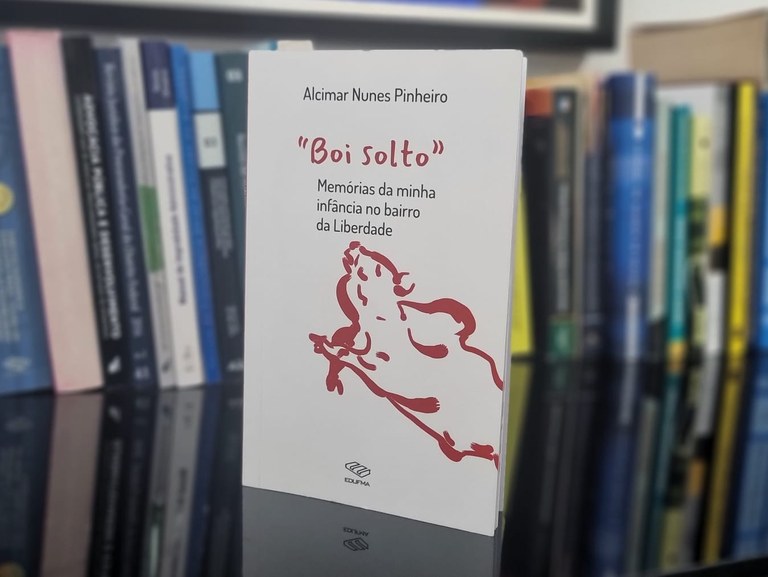 Alcimar Nunes Pinheiro
"Boi solto"
Memórias da minha
infância no bairro
da Liberdade
EDUFMA